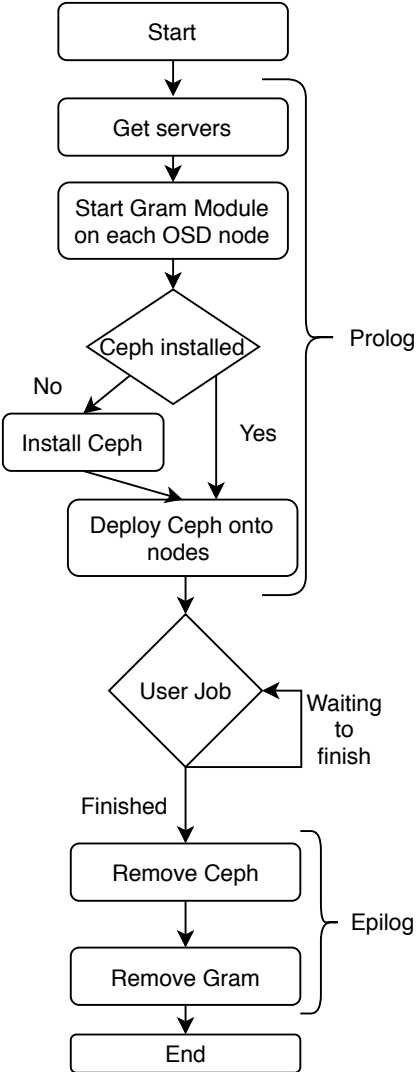 Start
Get servers
Start Gram Module
on each OSD node
Prolog
Ceph installed
No
Yes
Install Ceph
Deploy Ceph onto
nodes
User Job
Waiting
to
finish
Finished
Remove Ceph
Epilog
Remove Gram
End